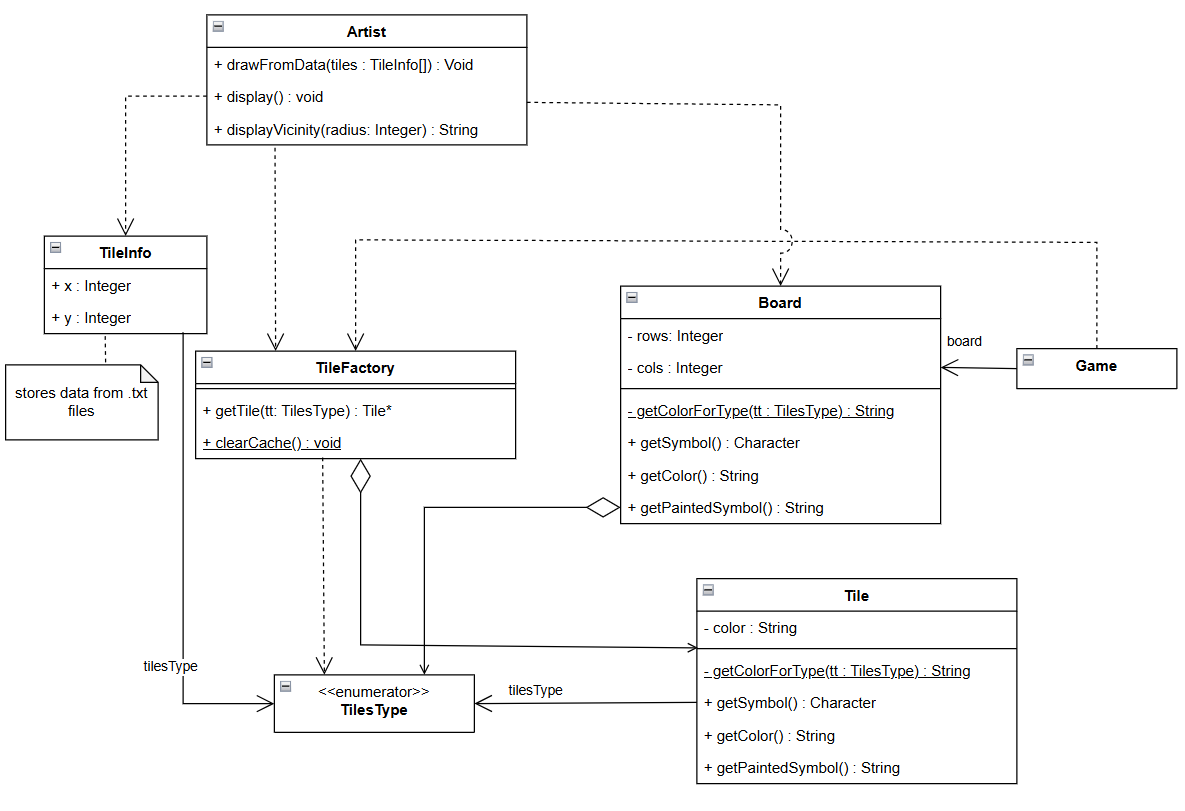 Artist
+ drawFromData(tiles : TileInfo[]) : Void
+ display() : void
+ displayVicinity(radius: Integer) : String
TileInfo
+ x : Integer
+ y : Integer
stores data from .txt
files
TileFactory
+ getTile(tt: TilesType) : Tile*
+ clearCache() : void
Board
- rows: Integer
- cols : Integer
- getColorForType(tt : TilesType) : String
+ getSymbol() : Character
+ getColor() : String
+ getPaintedSymbol() : String
board
Game
Tile
- color : String
- getColorForType(tt : TilesType) : String
+ getSymbol() : Character
+ getColor() : String
+ getPaintedSymbol() : String
tilesType
<<enumerator>>
TilesType
tilesType